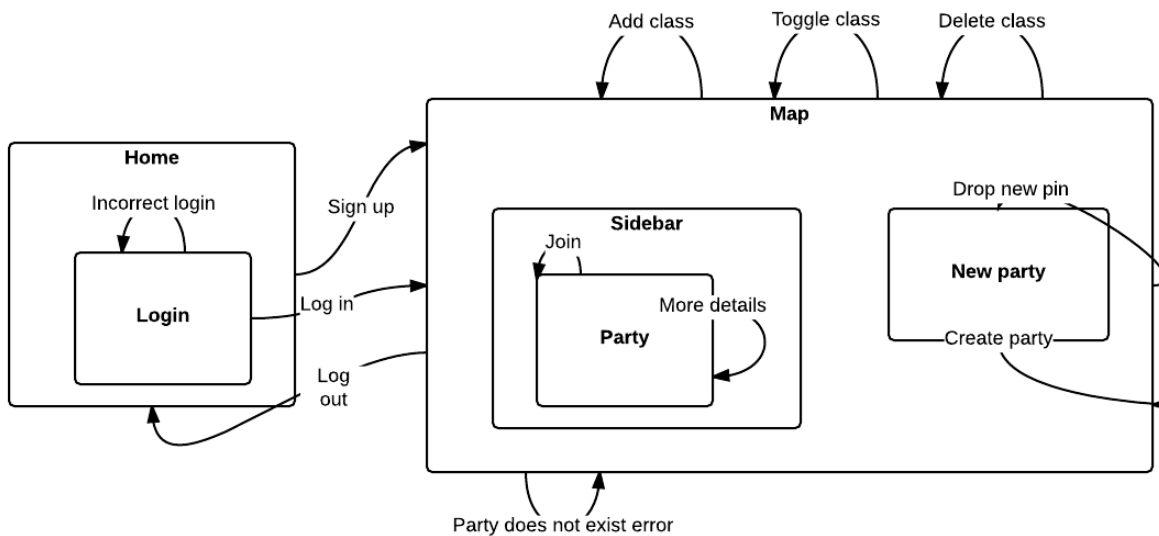 Add class
Toggle class
Delete class
Map
Home
Incorrect login
Sign up
Drop new pin
Sidebar
Join
New party
Log in
More details
Login
Party
Create party
Log
out
Party does not exist error